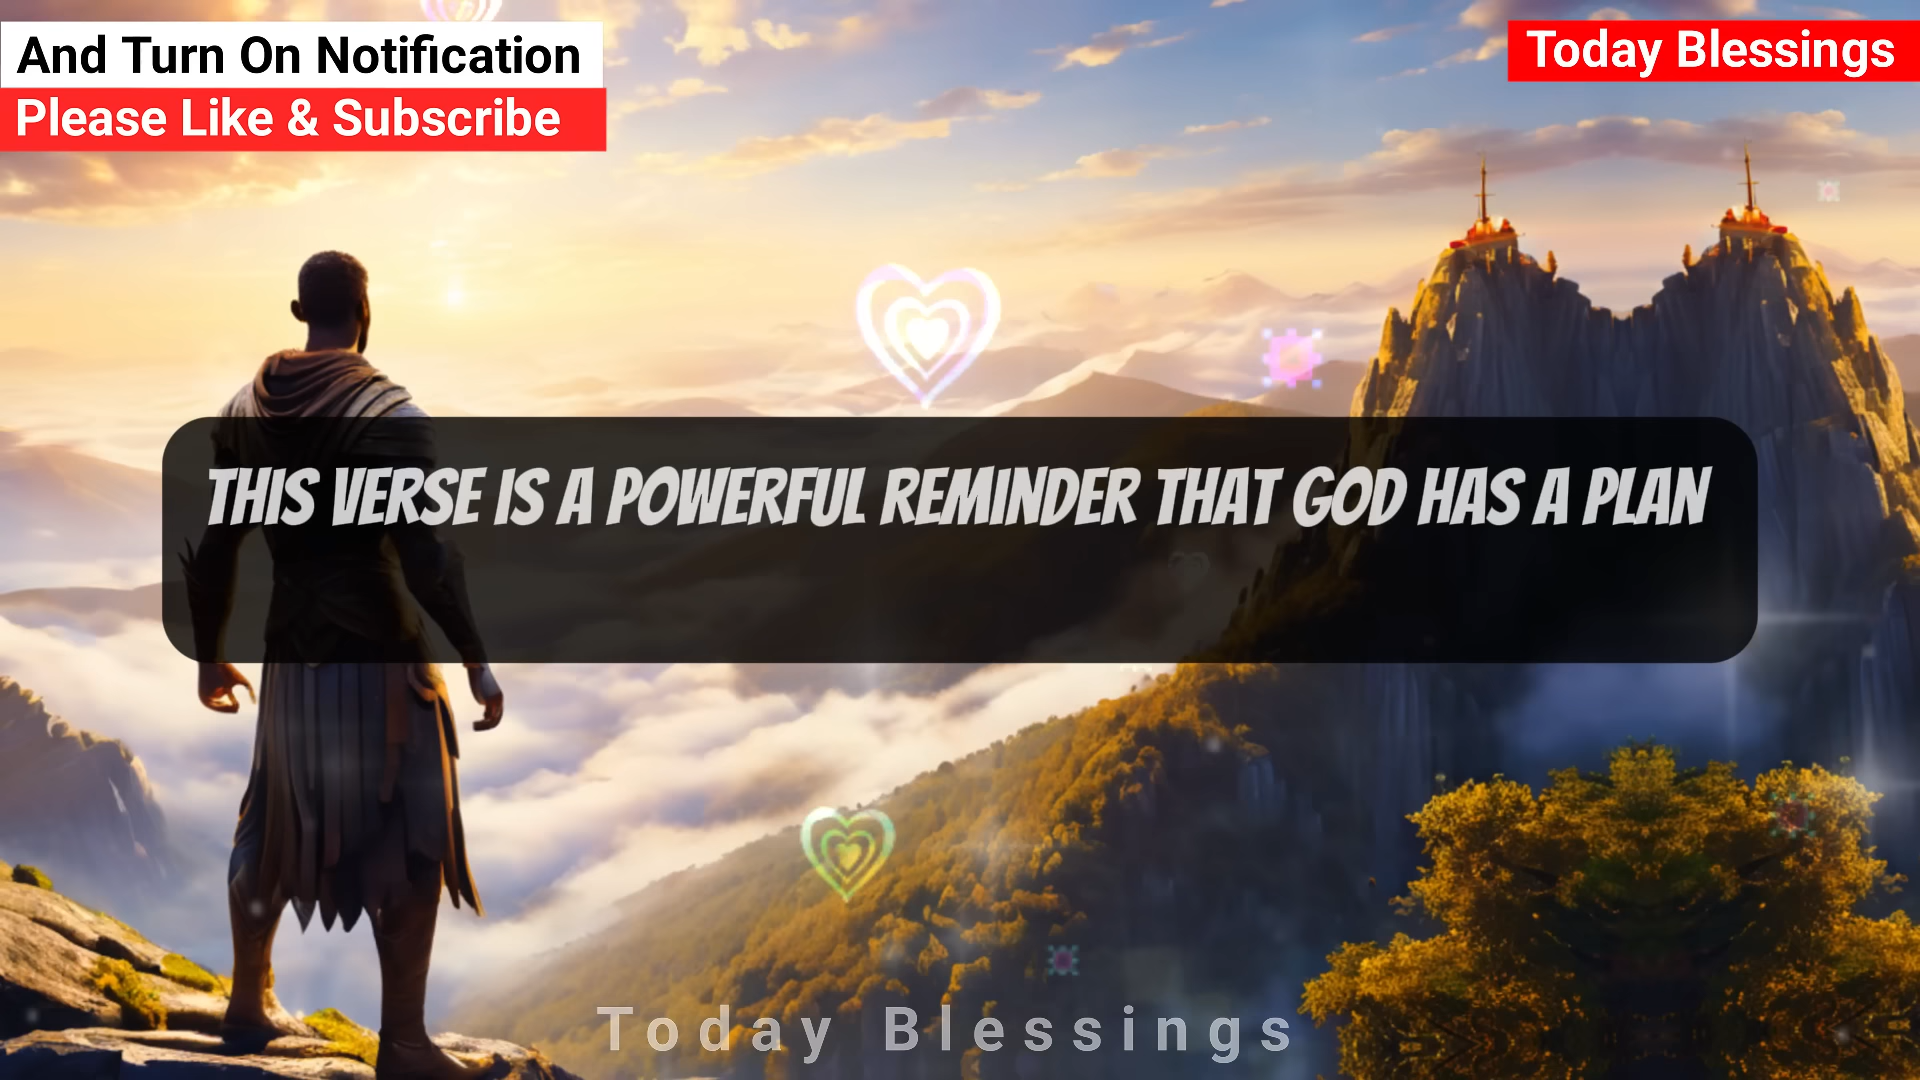 And Turn On Notification
Please Like & Subscribe
Today Blessings
THIS VERSE IS A POWERFUL REMINDER THAT GOD HAS A PLAN
Today Blessings